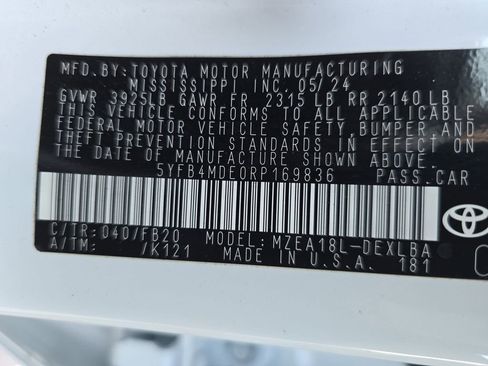 MFD.BY:TOYOTA MOTOR MANUFACTURING
MISSISSIPPI INC. 05/24
GVWR 3925LB GAWR FR 2315 LB RR 2140 LB
THIS VEHICLE CONFORMS TO ALL APPLICABLE
FEDERAL MOTOR VEHICLE SAFETY, BUMPER, AND
THEFT PREVENTION STANDARDS IN EFFECT ON
THE DATE OF MANUFACTURE SHOWN ABOVE.
5YFB4MDE0RP169836 PASS.CAR
C/TR: 040/FB20 MODEL: MZEA18L-DEXLBA
A/TM: /K121 MADE IN U.S.A. 181
TOYOTA